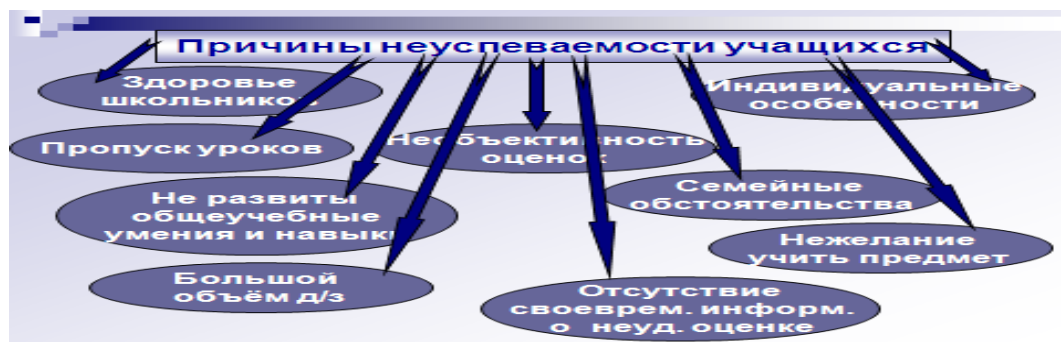 Причины неуспеваемости учащихся
Здоровье
школьников
Индивидуальные
особенности
Пропуск уроков
Необъективность
оценок
Не развиты
общеучебные
умения и навыки
Семейные
обстоятельства
Нежелание
учить предмет
Большой
объём д/з
Отсутствие
своеврем. информ.
о неуд. оценке